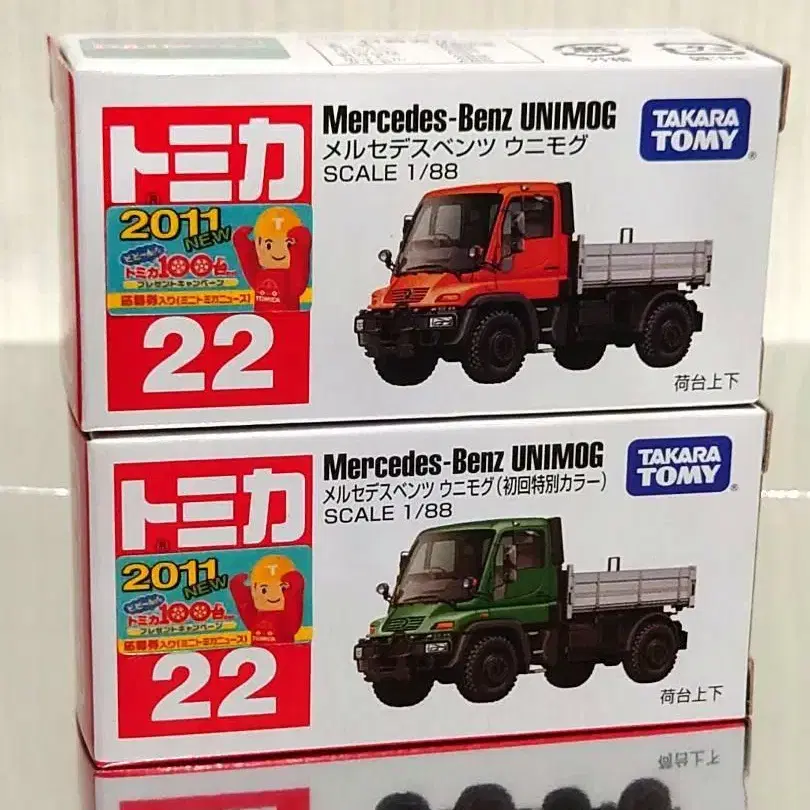 トミカ
2011 NEW
トミカ100台
プレゼントキャンペーン
応募券入り(ミニトミカニュース)
T
TOMICA
22
Mercedes-Benz UNIMOG
メルセデスベンツ ウニモグ
SCALE 1/88
TAKARA
TOMY
荷台上下
トミカ
2011 NEW
トミカ100台
プレゼントキャンペーン
応募券入り(ミニトミカニュース)
T
TOMICA
22
Mercedes-Benz UNIMOG
メルセデスベンツ ウニモグ(初回特別カラー)
SCALE 1/88
TAKARA
TOMY
荷台上下